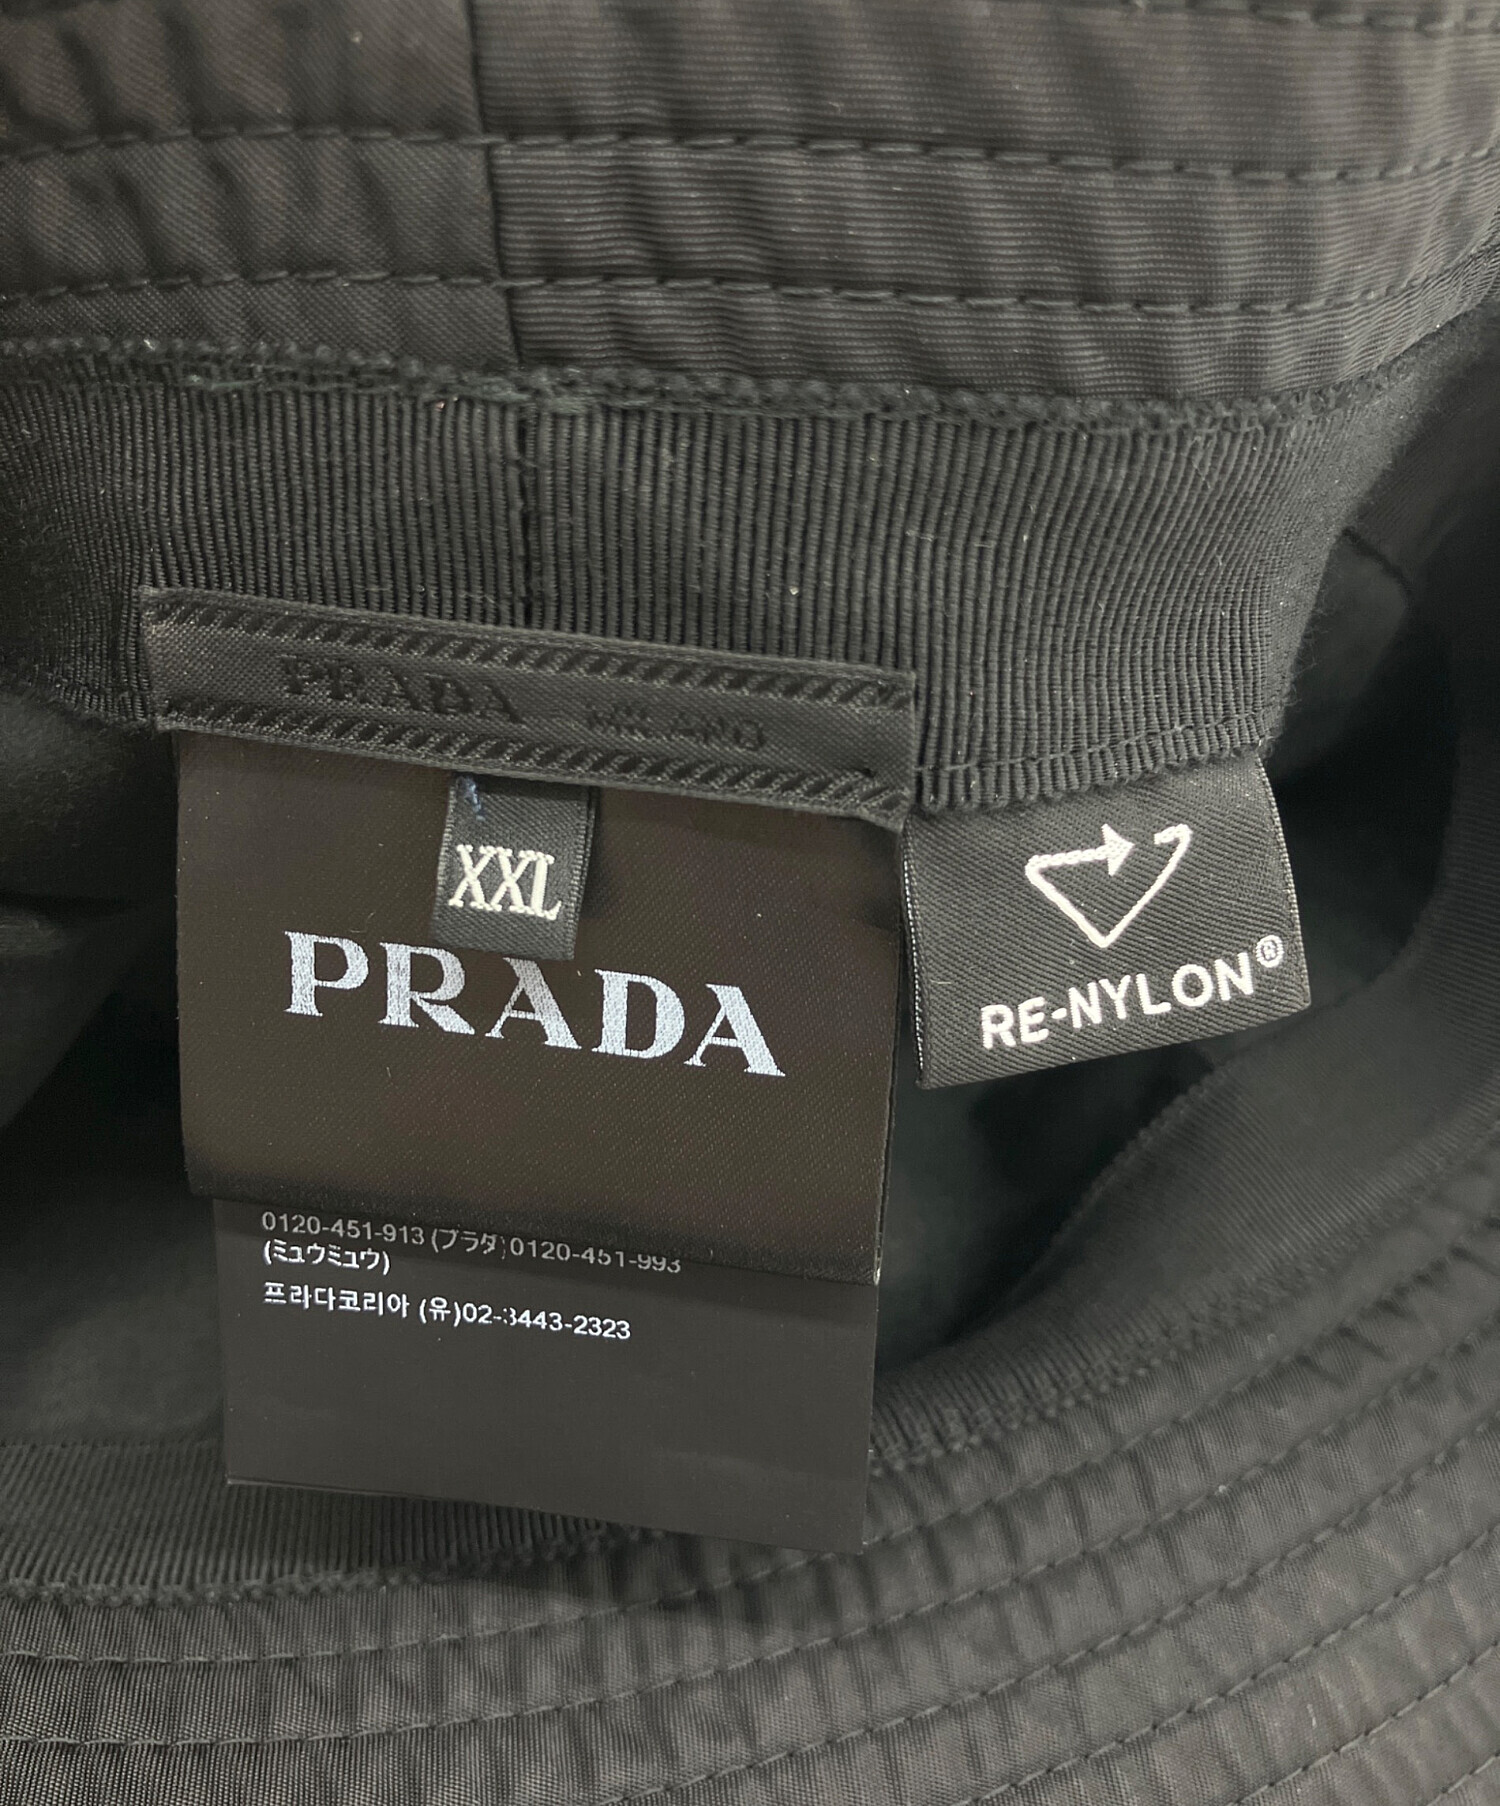 PRADA MILANO
XXL
PRADA
RE-NYLON®
0120-451-913 (プラダ)0120-451-993
(ミュウミュウ)
프라다코리아 (유)02-3443-2323